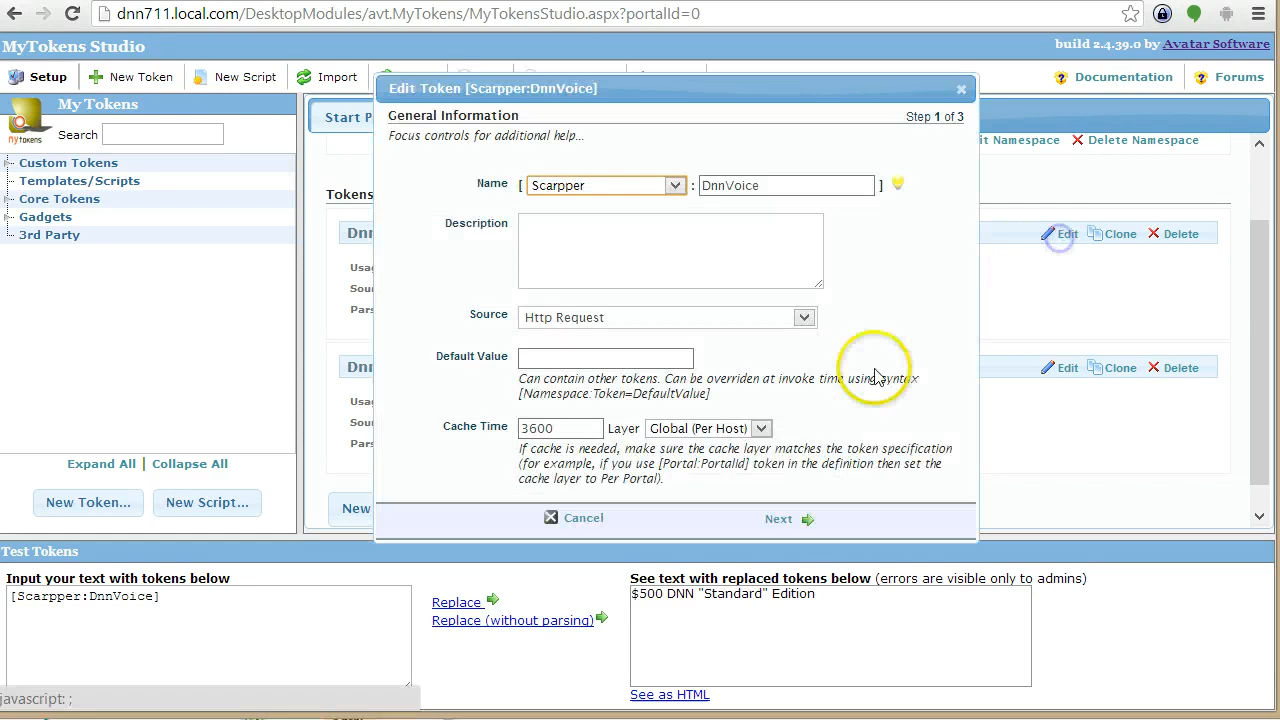 dnn711.local.com/DesktopModules/avt.MyTokens/MyTokensStudio.aspx?portalId=0
MyTokens Studio
build 2.4.39.0 by Avatar Software
Setup New Token New Script Import
Documentation Forums
My Tokens
my tokens
Search
Custom Tokens
Templates/Scripts
Core Tokens
Gadgets
3rd Party
Expand All | Collapse All
New Token... New Script...
Start P
it Namespace Delete Namespace
Tokens
Dnn
Edit Clone Delete
Usag
Sour
Pars
Dnn
Edit Clone Delete
Usag
Sour
Pars
New
Edit Token [Scarpper:DnnVoice]
General Information
Step 1 of 3
Focus controls for additional help...
Name [ Scarpper : DnnVoice ]
Description
Source Http Request
Default Value
Can contain other tokens. Can be overriden at invoke time using syntax
[Namespace:Token=DefaultValue]
Cache Time 3600 Layer Global (Per Host)
If cache is needed, make sure the cache layer matches the token specification
(for example, if you use [Portal:PortalId] token in the definition then set the
cache layer to Per Portal).
Cancel Next
Test Tokens
Input your text with tokens below
[Scarpper:DnnVoice]
Replace
Replace (without parsing)
See text with replaced tokens below (errors are visible only to admins)
$500 DNN "Standard" Edition
See as HTML
javascript: ;